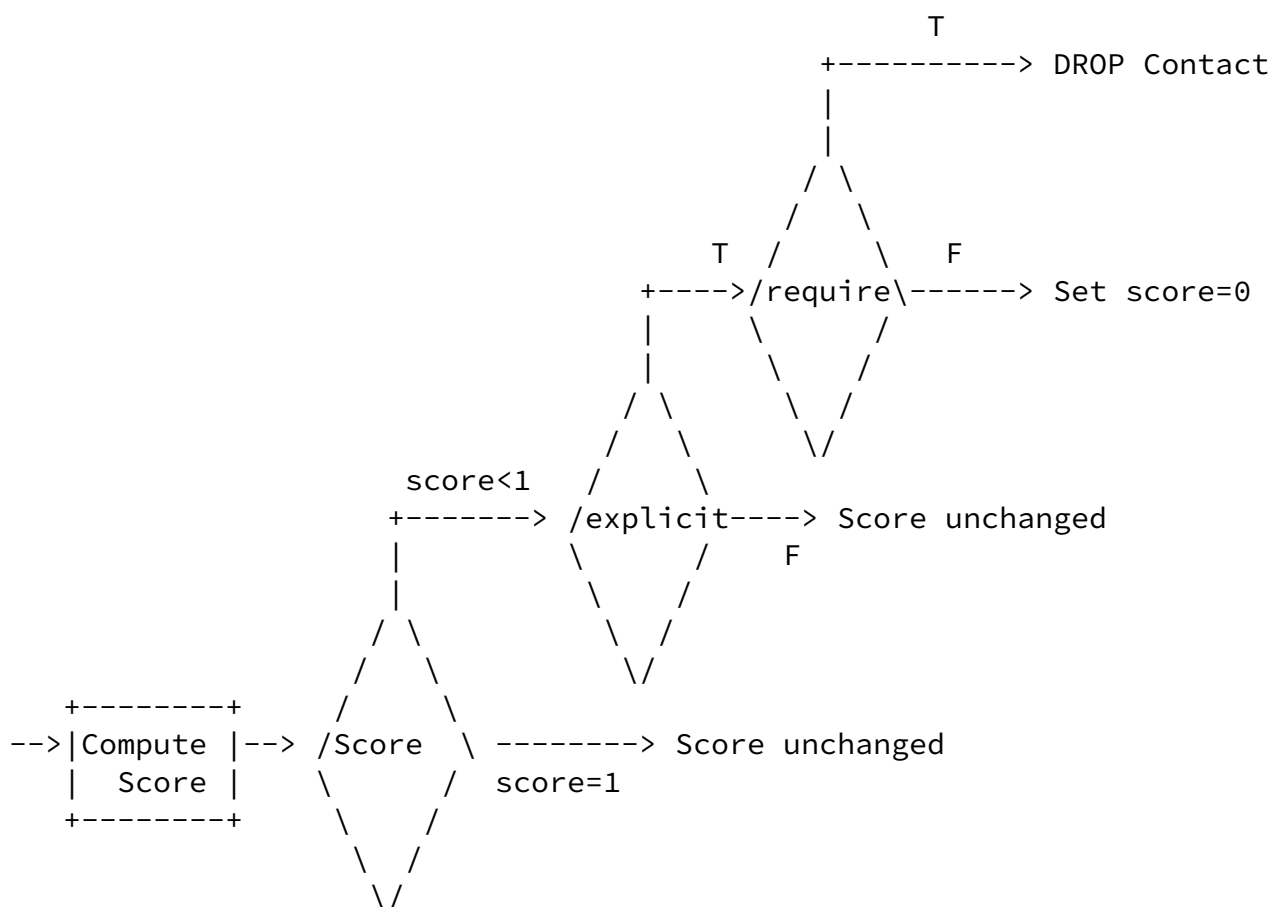 T
DROP Contact
T F
require Set score=0
score<1
explicit Score unchanged
F
Compute Score Score unchanged
Score score=1